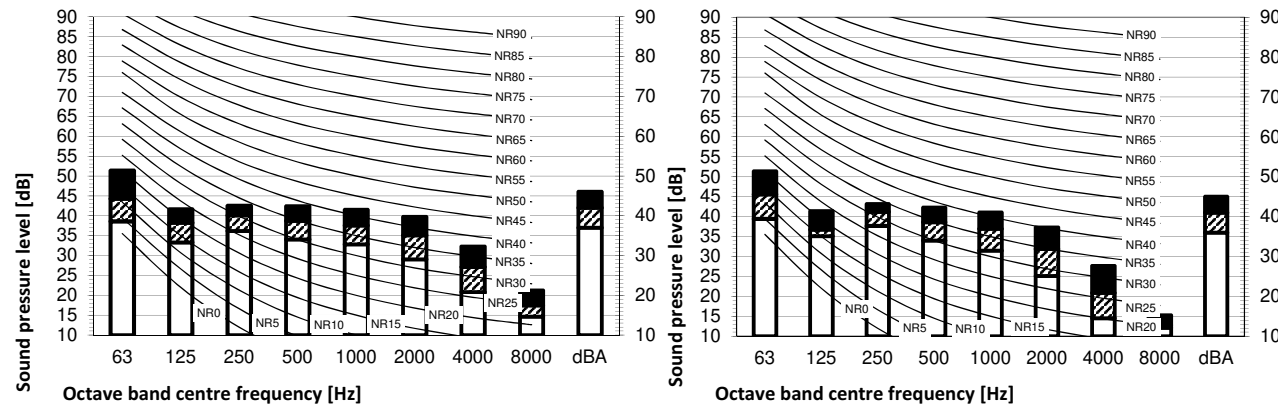 90 90
85 NR90
80 NR85 80
75 NR80
70 NR75 70
65 NR70
60 NR65 60
55 NR60
50 NR55 50
45 NR50
40 NR45 40
35 NR40
30 NR35 30
25 NR30
20 NR25 20
15 NR0 NR5 NR10 NR15 NR20
10 10
63 125 250 500 1000 2000 4000 8000 dBA
Sound pressure level [dB]
Octave band centre frequency [Hz]
90 90
85 NR90
80 NR85 80
75 NR80
70 NR75 70
65 NR70
60 NR65 60
55 NR60
50 NR55 50
45 NR50
40 NR45 40
35 NR40
30 NR35 30
25 NR30
20 NR25 20
15 NR0 NR5 NR10 NR15 NR20
10 10
63 125 250 500 1000 2000 4000 8000 dBA
Sound pressure level [dB]
Octave band centre frequency [Hz]